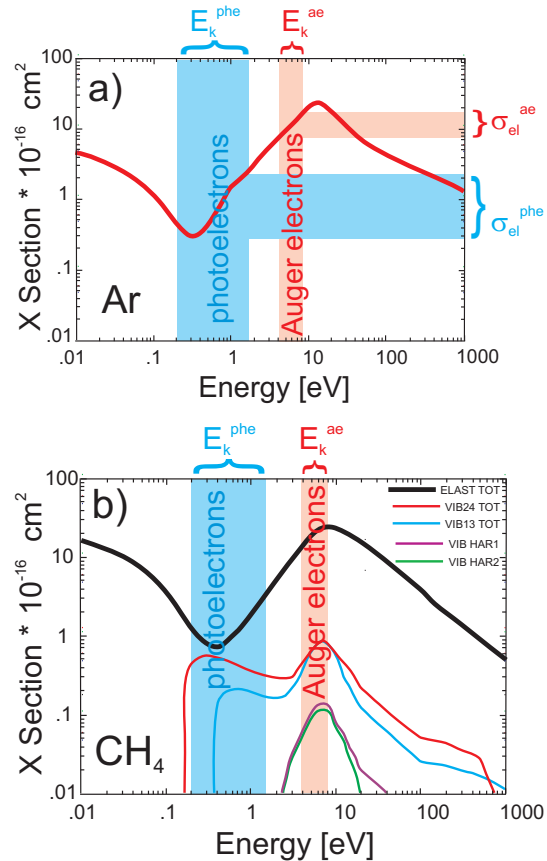 E_k^phe E_k^ae
a)
X Section * 10^-16 cm^2
100
10
1
.1
.01
photoelectrons
Auger electrons
Ar
σ_el^ae
σ_el^phe
.01 0.1 1.0 10 100 1000
Energy [eV]
E_k^phe E_k^ae
b)
X Section * 10^-16 cm^2
100
10
1
0.1
.01
photoelectrons
Auger electrons
ELAST TOT
VIB24 TOT
VIB13 TOT
VIB HAR1
VIB HAR2
CH_4
.01 .1 1 10 100 1000
Energy [eV]